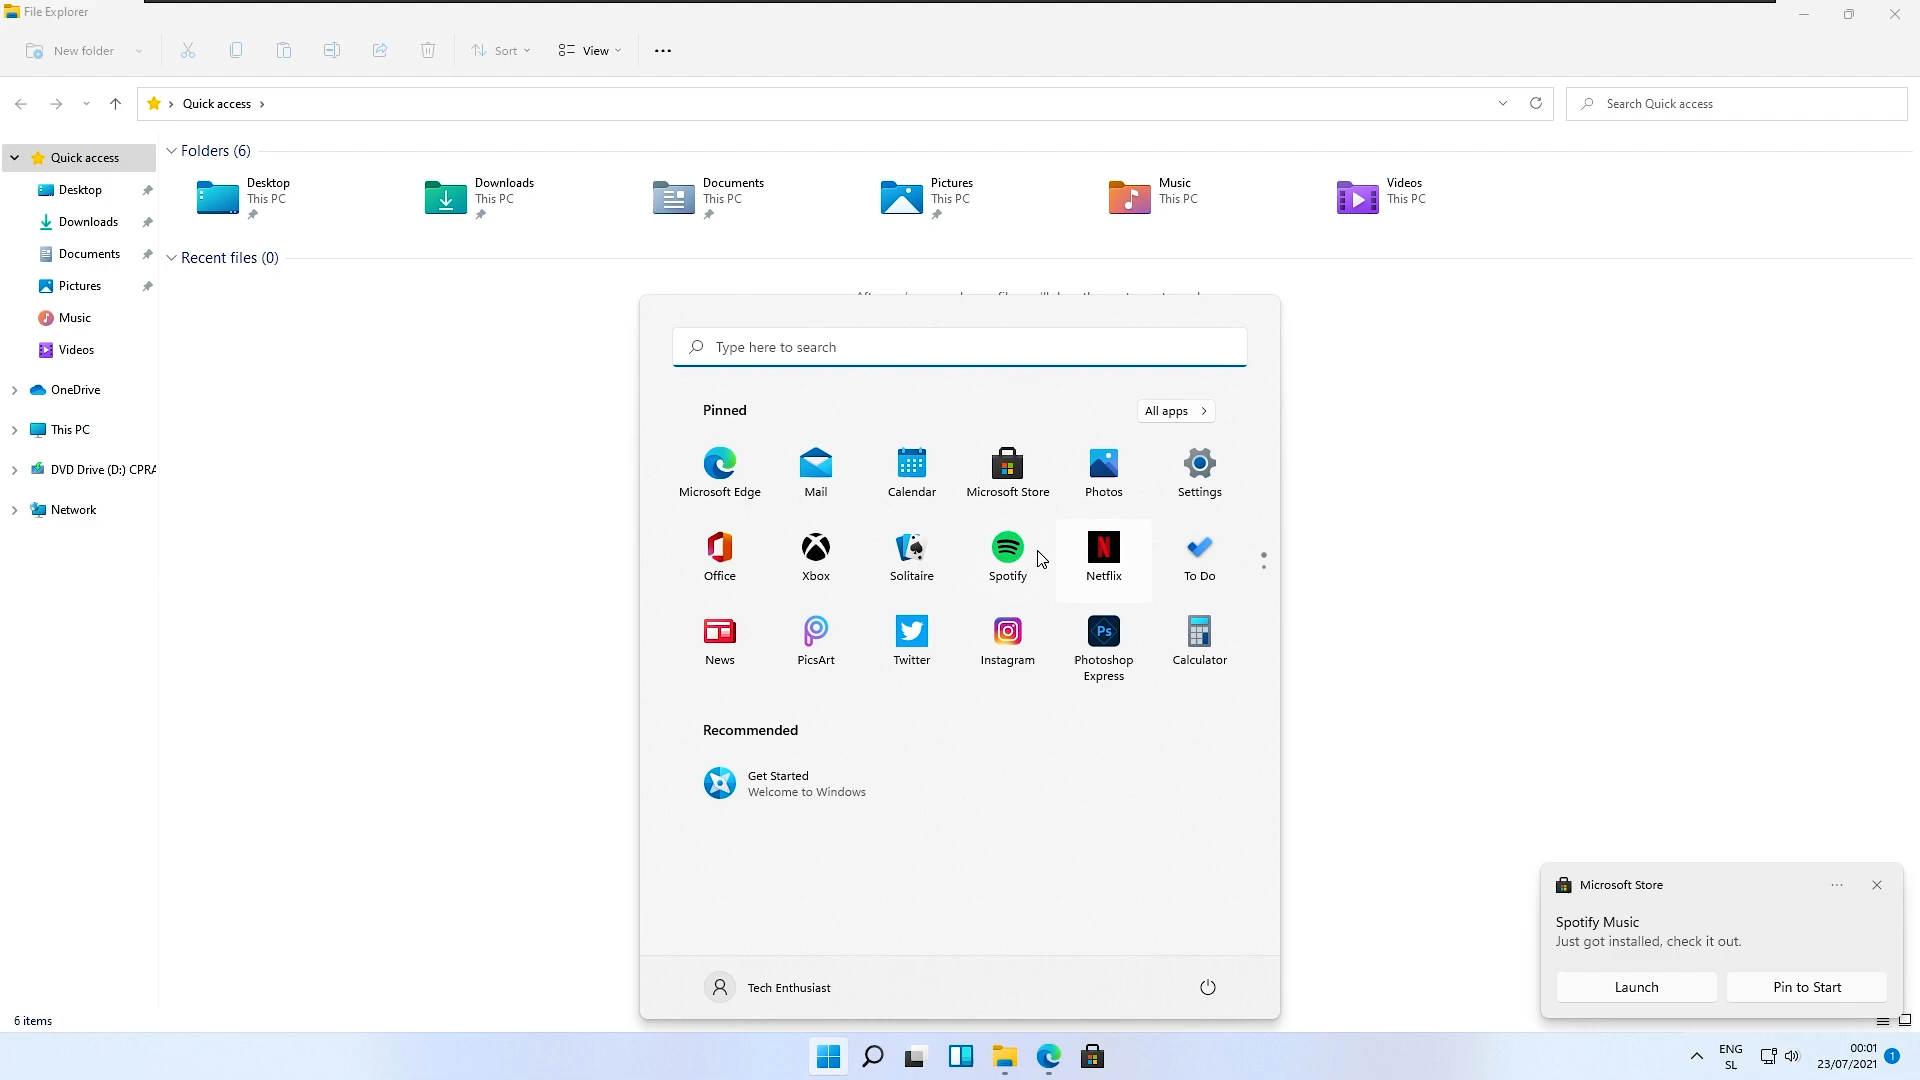 File Explorer
New folder
Sort
View
Quick access
Search Quick access
Quick access
Desktop
Downloads
Documents
Pictures
Music
Videos
OneDrive
This PC
DVD Drive (D:) CPRA
Network
Folders (6)
Desktop
This PC
Downloads
This PC
Documents
This PC
Pictures
This PC
Music
This PC
Videos
This PC
Recent files (0)
Type here to search
Pinned
All apps
Microsoft Edge
Mail
Calendar
Microsoft Store
Photos
Settings
Office
Xbox
Solitaire
Spotify
Netflix
To Do
News
PicsArt
Twitter
Instagram
Ps
Photoshop
Express
Calculator
Recommended
Get Started
Welcome to Windows
Tech Enthusiast
Microsoft Store
Spotify Music
Just got installed, check it out.
Launch
Pin to Start
6 items
ENG
SL
00:01
23/07/2021
1